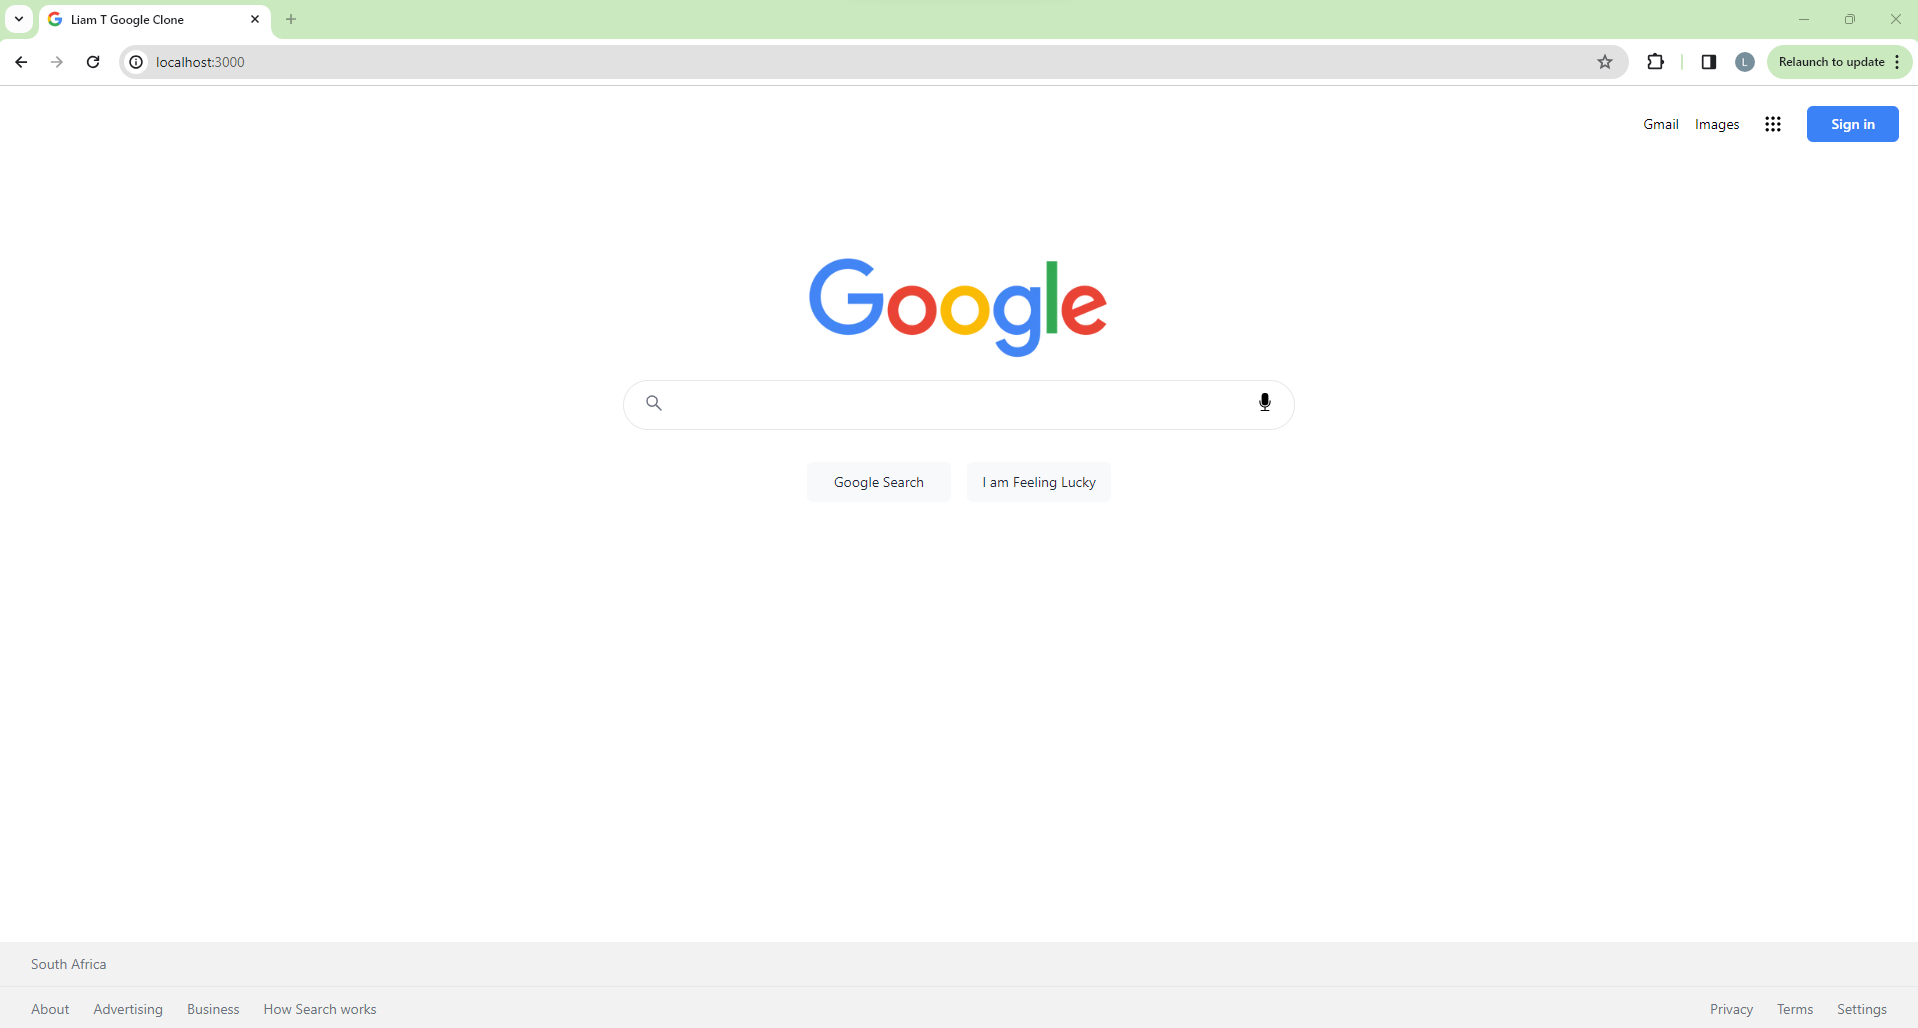 Liam T Google Clone
localhost:3000
L
Relaunch to update
Gmail Images
Sign in
Google
Google Search
I am Feeling Lucky
South Africa
About Advertising Business How Search works
Privacy Terms Settings